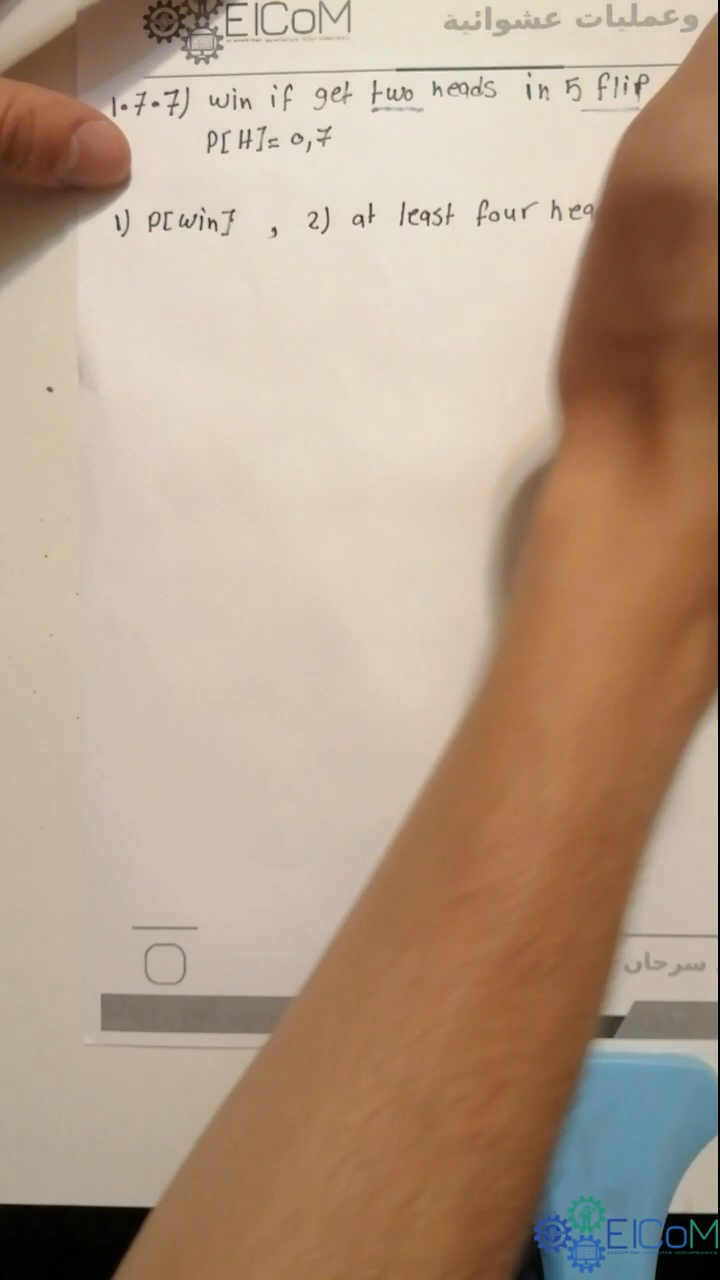 EICoM
وعمليات عشوائية
1.7.7) win if get two heads in 5 flip
P[H]= 0,7
1) P[win] , 2) at least four hea
سرحان
EICoM